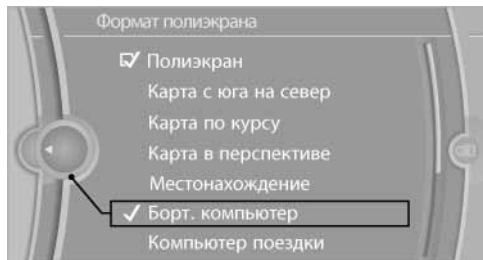 Формат полиэкрана
Полиэкран
Карта с юга на север
Карта по курсу
Карта в перспективе
Местонахождение
Борт. компьютер
Компьютер поездки